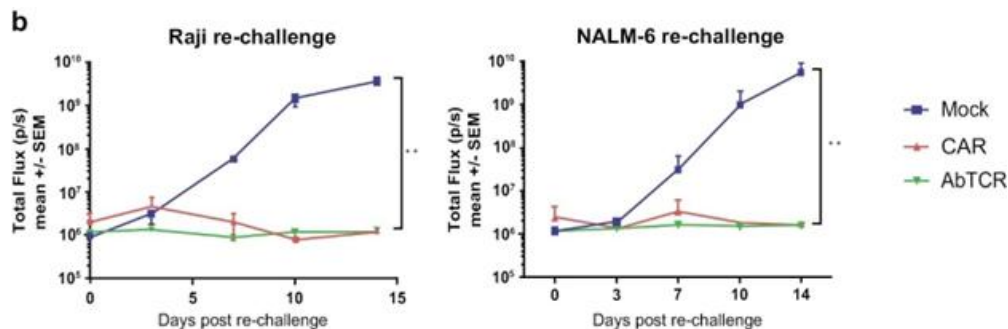 b
Raji re-challenge
Total Flux (p/s)
mean +/- SEM
10¹⁰
10⁹
10⁸
10⁷
10⁶
10⁵
0 5 10 15
Days post re-challenge
**
NALM-6 re-challenge
Total Flux (p/s)
mean +/- SEM
10¹¹
10¹⁰
10⁹
10⁸
10⁷
10⁶
10⁵
0 3 7 10 14
Days post re-challenge
**
Mock
CAR
AbTCR